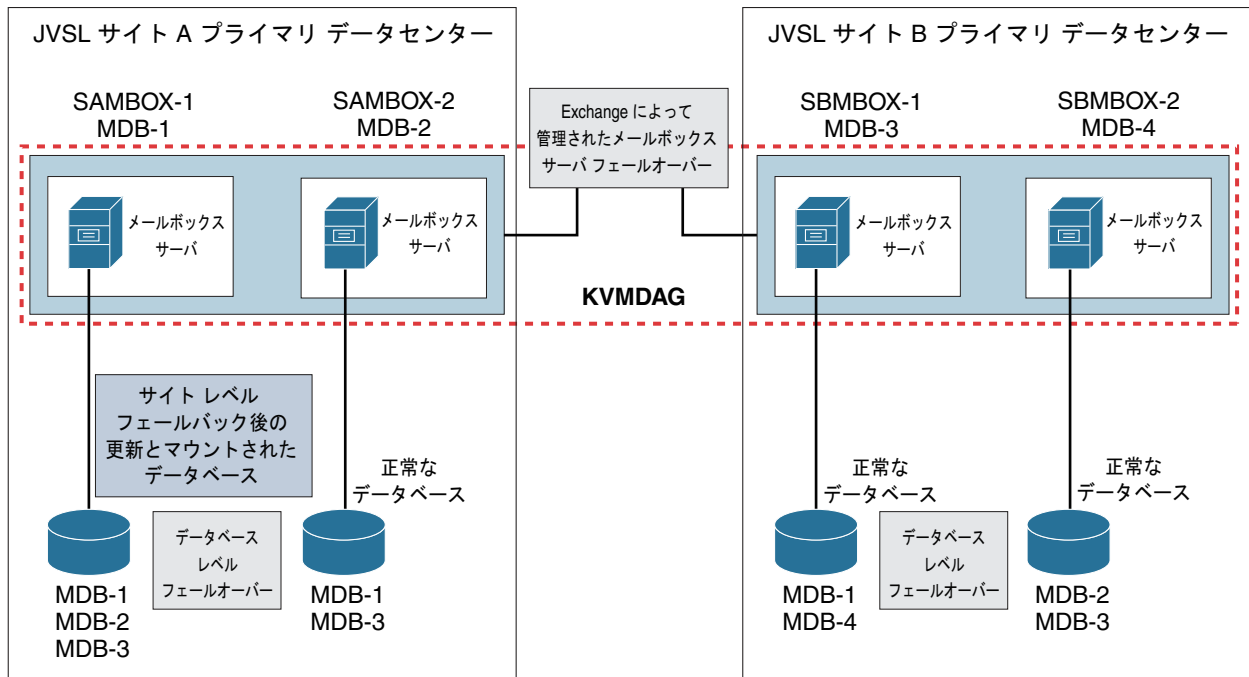 JVSL サイト A プライマリ データセンター
JVSL サイト B プライマリ データセンター
SAMBOX-1
MDB-1
SAMBOX-2
MDB-2
Exchange によって
管理されたメールボックス
サーバ フェールオーバー
SBMBOX-1
MDB-3
SBMBOX-2
MDB-4
メールボックス
サーバ
メールボックス
サーバ
メールボックス
サーバ
メールボックス
サーバ
KVMDAG
サイト レベル
フェールバック後の
更新とマウントされた
データベース
正常な
データベース
正常な
データベース
正常な
データベース
データベース
レベル
フェールオーバー
データベース
レベル
フェールオーバー
MDB-1
MDB-2
MDB-3
MDB-1
MDB-3
MDB-1
MDB-4
MDB-2
MDB-3